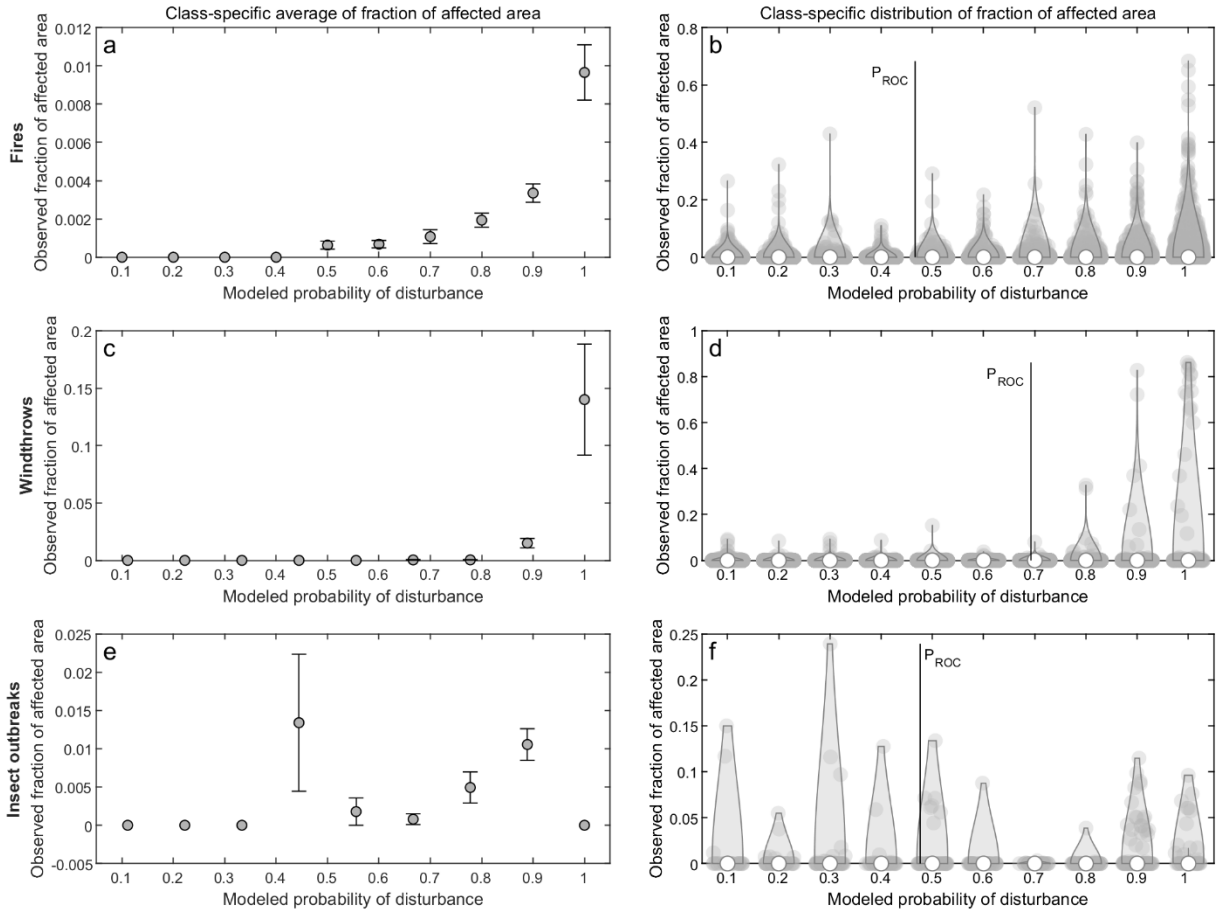 Class-specific average of fraction of affected area
Class-specific distribution of fraction of affected area
Fires
Observed fraction of affected area
a
0.012
0.01
0.008
0.006
0.004
0.002
0
0.1 0.2 0.3 0.4 0.5 0.6 0.7 0.8 0.9 1
Modeled probability of disturbance
Observed fraction of affected area
b
P_ROC
0.8
0.6
0.4
0.2
0
0.1 0.2 0.3 0.4 0.5 0.6 0.7 0.8 0.9 1
Modeled probability of disturbance
Windthrows
Observed fraction of affected area
c
0.2
0.15
0.1
0.05
0
0.1 0.2 0.3 0.4 0.5 0.6 0.7 0.8 0.9 1
Modeled probability of disturbance
Observed fraction of affected area
d
P_ROC
1
0.8
0.6
0.4
0.2
0
0.1 0.2 0.3 0.4 0.5 0.6 0.7 0.8 0.9 1
Modeled probability of disturbance
Insect outbreaks
Observed fraction of affected area
e
0.025
0.02
0.015
0.01
0.005
0
-0.005
0.1 0.2 0.3 0.4 0.5 0.6 0.7 0.8 0.9 1
Modeled probability of disturbance
Observed fraction of affected area
f
P_ROC
0.25
0.2
0.15
0.1
0.05
0
0.1 0.2 0.3 0.4 0.5 0.6 0.7 0.8 0.9 1
Modeled probability of disturbance